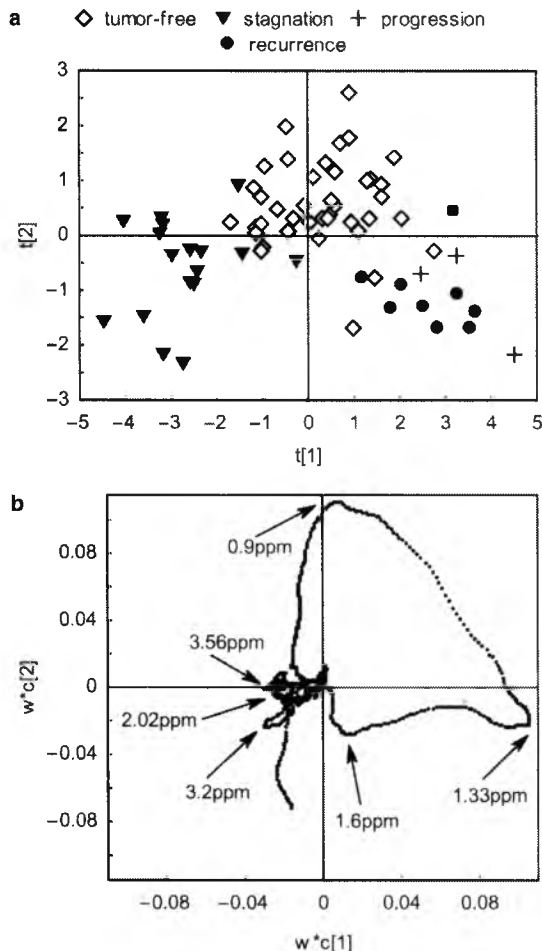 a
tumor-free stagnation progression
recurrence
3
2
1
0
−1
−2
−3
t[2]
−5 −4 −3 −2 −1 0 1 2 3 4 5
t[1]
b
0.9ppm
3.56ppm
2.02ppm
3.2ppm
1.6ppm
1.33ppm
0.08
0.04
0
−0.04
−0.08
w*c[2]
−0.08 −0.04 0 0.04 0.08
w*c[1]